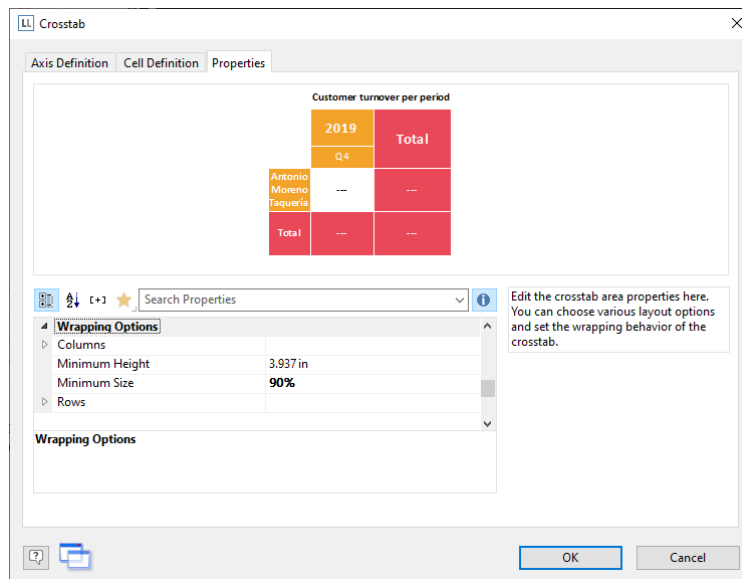 LL Crosstab
Axis Definition Cell Definition Properties
Customer turnover per period
2019 Total
Q4
Antonio
Moreno
Taquería
--- ---
Total --- ---
A
Z
[+]
Search Properties
Wrapping Options
Columns
Minimum Height 3.937 in
Minimum Size 90%
Rows
Wrapping Options
Edit the crosstab area properties here.
You can choose various layout options
and set the wrapping behavior of the
crosstab.
OK Cancel